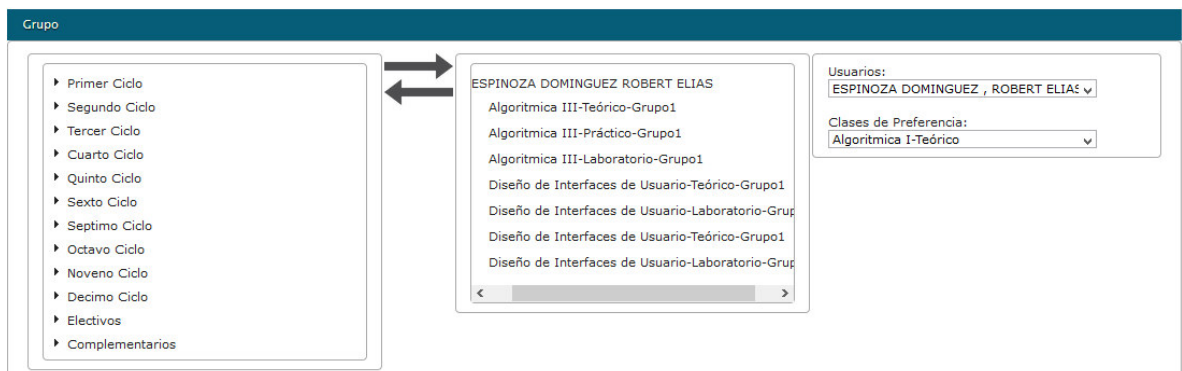 Grupo
Primer Ciclo
Segundo Ciclo
Tercer Ciclo
Cuarto Ciclo
Quinto Ciclo
Sexto Ciclo
Septimo Ciclo
Octavo Ciclo
Noveno Ciclo
Decimo Ciclo
Electivos
Complementarios
ESPINOZA DOMINGUEZ ROBERT ELIAS
Algoritmica III-Teórico-Grupo1
Algoritmica III-Práctico-Grupo1
Algoritmica III-Laboratorio-Grupo1
Diseño de Interfaces de Usuario-Teórico-Grupo1
Diseño de Interfaces de Usuario-Laboratorio-Grup
Diseño de Interfaces de Usuario-Teórico-Grupo1
Diseño de Interfaces de Usuario-Laboratorio-Grup
Usuarios:
ESPINOZA DOMINGUEZ , ROBERT ELIAS
Clases de Preferencia:
Algoritmica I-Teórico